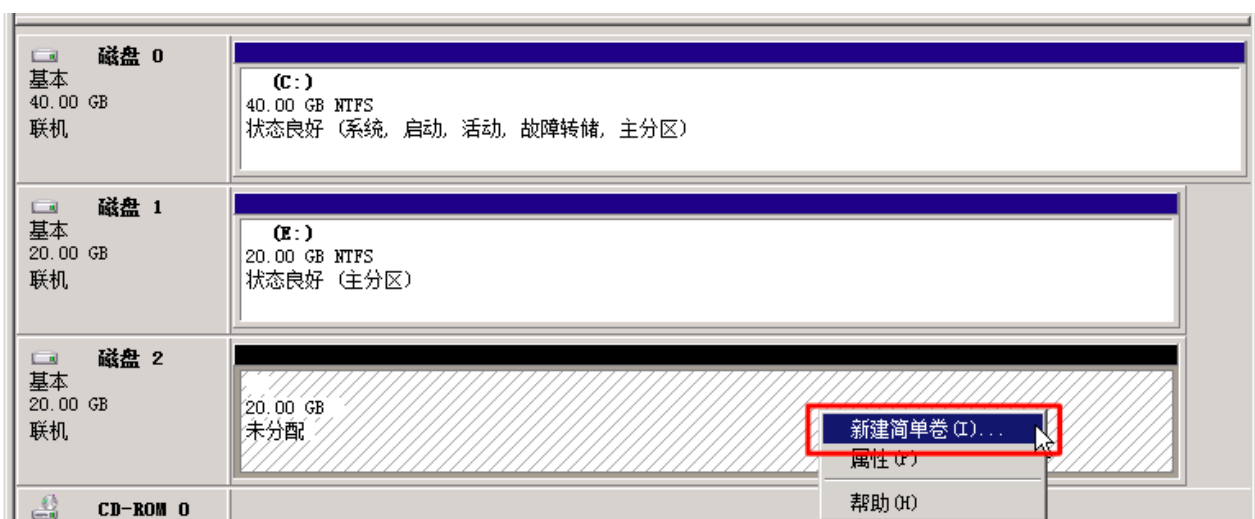 磁盘 0
基本
40.00 GB
联机
(C:)
40.00 GB NTFS
状态良好 (系统, 启动, 活动, 故障转储, 主分区)
磁盘 1
基本
20.00 GB
联机
(E:)
20.00 GB NTFS
状态良好 (主分区)
磁盘 2
基本
20.00 GB
联机
20.00 GB
未分配
新建简单卷(I)...
属性(P)
帮助(H)
CD-ROM 0